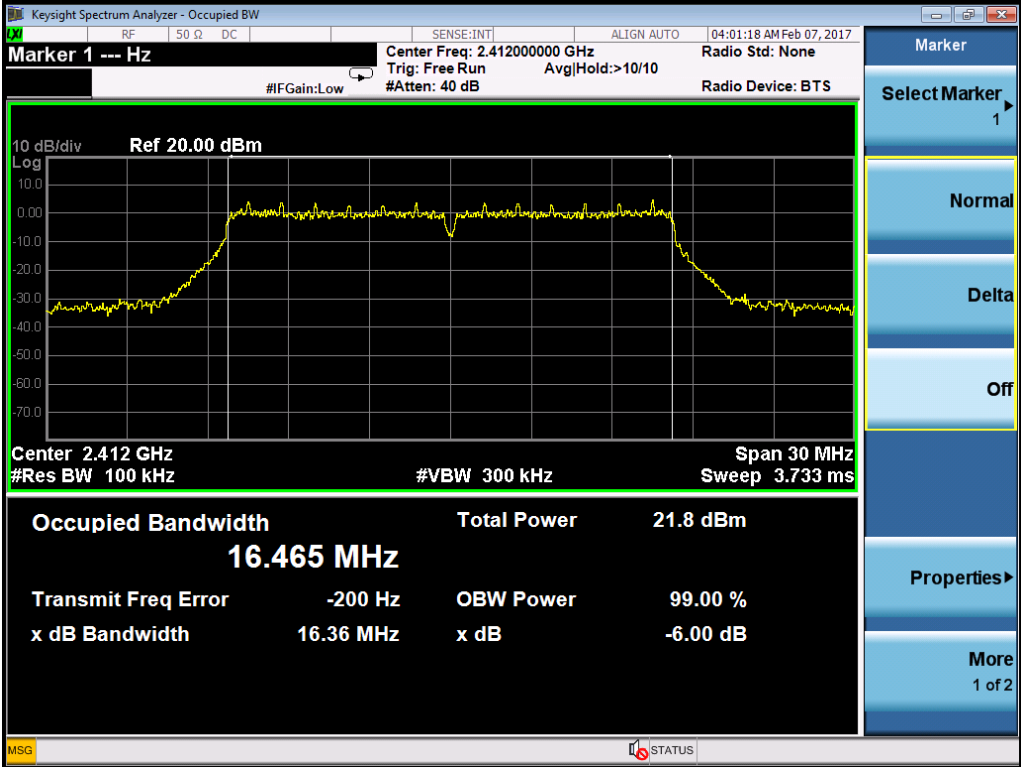 Keysight Spectrum Analyzer - Occupied BW
LXI
RF 50 Ω DC SENSE:INT ALIGN AUTO 04:01:18 AM Feb 07, 2017
Marker 1 --- Hz
Center Freq: 2.412000000 GHz Radio Std: None
Trig: Free Run Avg|Hold:>10/10
#IFGain:Low #Atten: 40 dB Radio Device: BTS
10 dB/div Ref 20.00 dBm
Log
10.0
0.00
-10.0
-20.0
-30.0
-40.0
-50.0
-60.0
-70.0
Center 2.412 GHz Span 30 MHz
#Res BW 100 kHz #VBW 300 kHz Sweep 3.733 ms
Occupied Bandwidth Total Power 21.8 dBm
16.465 MHz
Transmit Freq Error -200 Hz OBW Power 99.00 %
x dB Bandwidth 16.36 MHz x dB -6.00 dB
Marker
Select Marker
1
Normal
Delta
Off
Properties
More
1 of 2
MSG STATUS